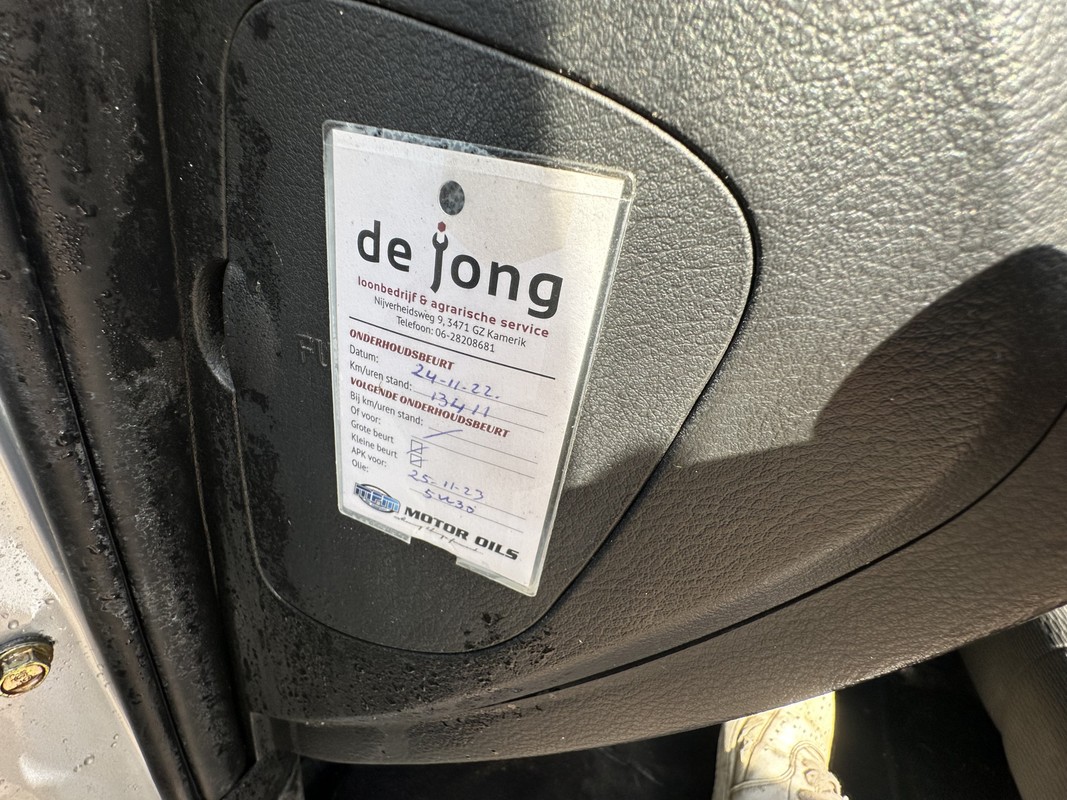 de jong
loonbedrijf & agrarische service
Nijverheidsweg 9, 3471 GZ Kamerik
Telefoon: 06-28208681
ONDERHOUDSBEURT
Datum: 24-11-22.
Km/uren stand: 13411
VOLGENDE ONDERHOUDSBEURT
Bij km/uren stand: /
Of voor:
Grote beurt
Kleine beurt
APK voor: 25-11-23
Olie: 5w30
MOTOR OILS
FU